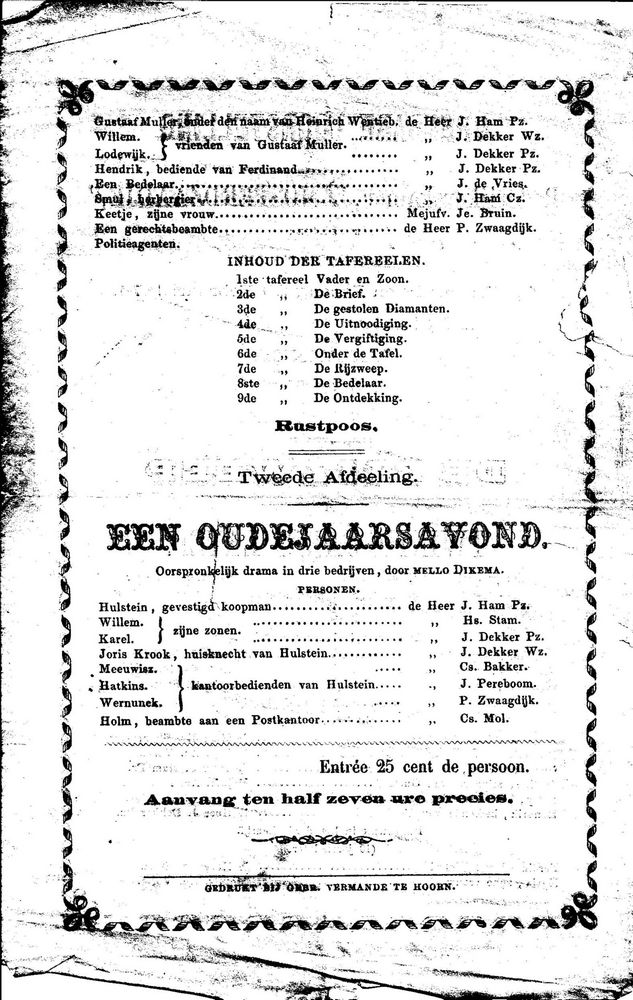 Gustaaf Muller, onder den naam van Heinrich Wentieb. de Heer J. Ham Pz.
Willem. } vrienden van Gustaaf Muller. ........ „ J. Dekker Wz.
Lodewijk. ........ „ J. Dekker Pz.
Hendrik, bediende van Ferdinand................ „ J. Dekker Pz.
Een Bedelaar................................ „ J. de Vries.
Smul, herbergier............................ „ J. Ham Cz.
Keetje, zijne vrouw............................ Mejufv. Je. Bruin.
Een gerechtsbeambte........................... de Heer P. Zwaagdijk.
Politieagenten.
INHOUD DER TAFEREELEN.
1ste tafereel Vader en Zoon.
2de „ De Brief.
3de „ De gestolen Diamanten.
4de „ De Uitnoodiging.
5de „ De Vergiftiging.
6de „ Onder de Tafel.
7de „ De Rijzweep.
8ste „ De Bedelaar.
9de „ De Ontdekking.
Rustpoos.
Tweede Afdeeling.
EEN OUDEJAARSAVOND.
Oorspronkelijk drama in drie bedrijven, door MELLO DIKEMA.
PERSONEN.
Hulstein, gevestigd koopman...................... de Heer J. Ham Pz.
Willem. } zijne zonen. ...................... „ Hs. Stam.
Karel. ...................... „ J. Dekker Pz.
Joris Krook, huisknecht van Hulstein............. „ J. Dekker Wz.
Meeuwisz. ..... „ Cs. Bakker.
Hatkins. } kantoorbedienden van Hulstein..... „ J. Pereboom.
Wernunek. ..... „ P. Zwaagdijk.
Holm, beambte aan een Postkantoor.............. „ Cs. Mol.
Entrée 25 cent de persoon.
Aanvang ten half zeven ure precies.
GEDRUKT BIJ GEBR. VERMANDE TE HOORN.